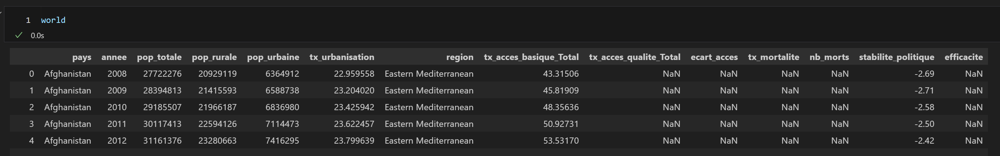 1 world
0.0s
pays annee pop_totale pop_rurale pop_urbaine tx_urbanisation region tx_acces_basique_Total tx_acces_qualite_Total ecart_acces tx_mortalite nb_morts stabilite_politique efficacite
0 Afghanistan 2008 27722276 20929119 6364912 22.959558 Eastern Mediterranean 43.31506 NaN NaN NaN NaN -2.69 NaN
1 Afghanistan 2009 28394813 21415593 6588738 23.204020 Eastern Mediterranean 45.81909 NaN NaN NaN NaN -2.71 NaN
2 Afghanistan 2010 29185507 21966187 6836980 23.425942 Eastern Mediterranean 48.35636 NaN NaN NaN NaN -2.58 NaN
3 Afghanistan 2011 30117413 22594126 7114473 23.622457 Eastern Mediterranean 50.92731 NaN NaN NaN NaN -2.50 NaN
4 Afghanistan 2012 31161376 23280663 7416295 23.799639 Eastern Mediterranean 53.53170 NaN NaN NaN NaN -2.42 NaN